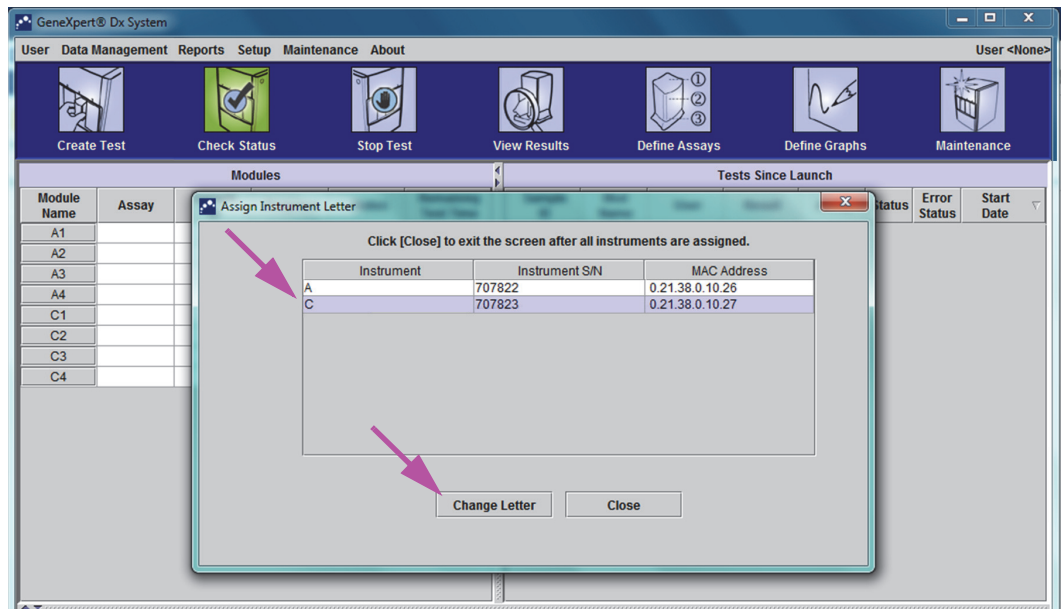 GeneXpert® Dx System
User Data Management Reports Setup Maintenance About User <None>
① ② ③
Create Test Check Status Stop Test View Results Define Assays Define Graphs Maintenance
Modules Tests Since Launch
Module Name Assay Status Error Status Start Date
Assign Instrument Letter
Click [Close] to exit the screen after all instruments are assigned.
Instrument Instrument S/N MAC Address
A 707822 0.21.38.0.10.26
C 707823 0.21.38.0.10.27
A1
A2
A3
A4
C1
C2
C3
C4
Change Letter Close